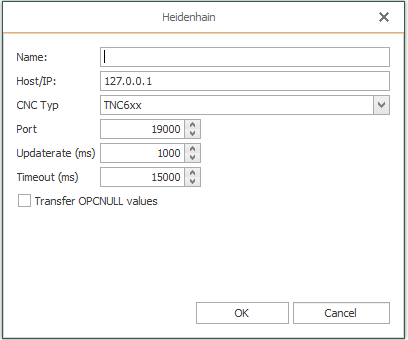 Heidenhain
Name:
Host/IP: 127.0.0.1
CNC Typ TNC6xx
Port 19000
Updaterate (ms) 1000
Timeout (ms) 15000
Transfer OPCNULL values
OK Cancel